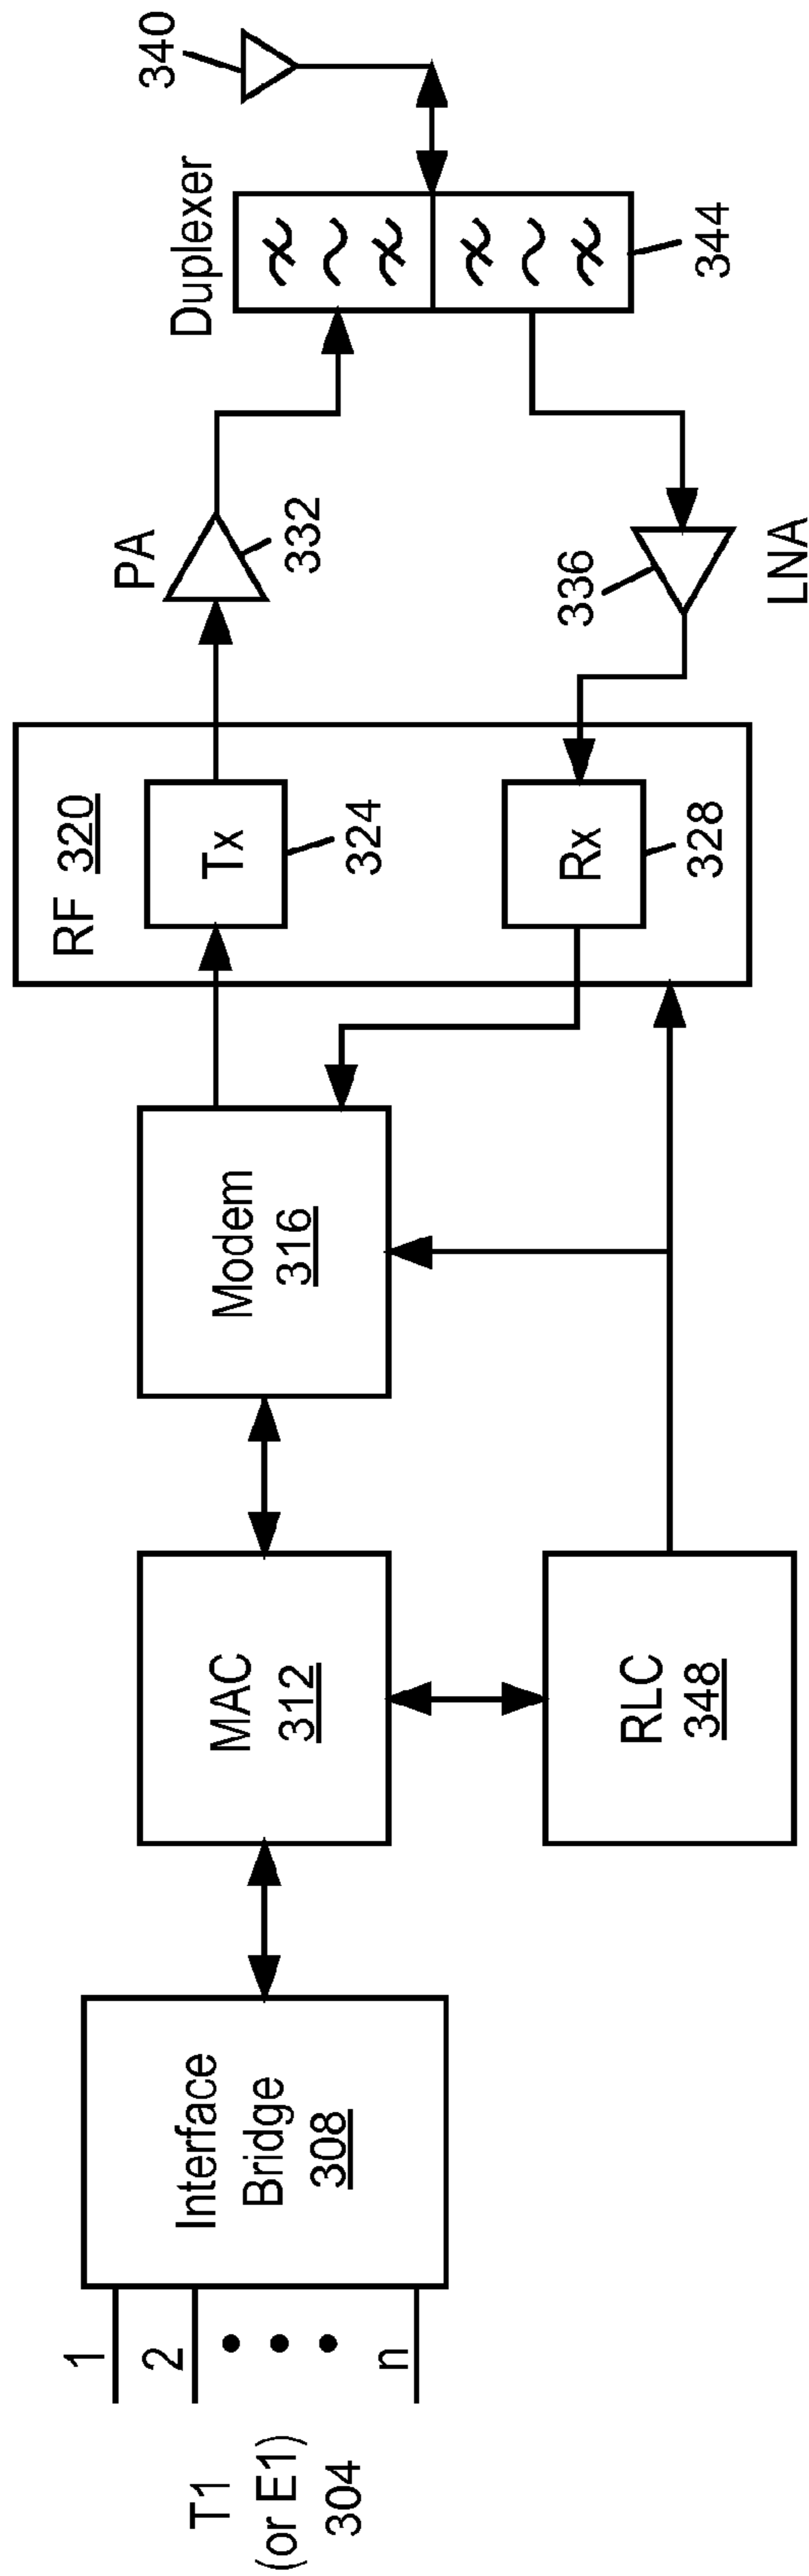 T1
(or E1)
304
1
2
n
Interface
Bridge
308
MAC
312
RLC
348
Modem
316
RF 320
Tx
324
Rx
328
PA
332
336
LNA
Duplexer
344
340